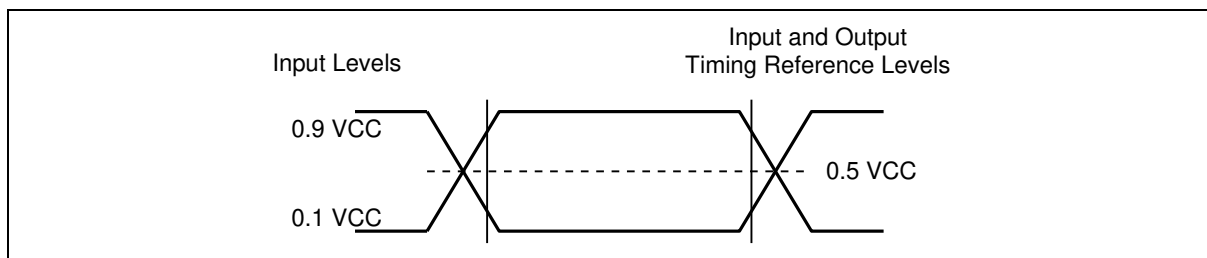 Input Levels
Input and Output
Timing Reference Levels
0.9 VCC
0.5 VCC
0.1 VCC